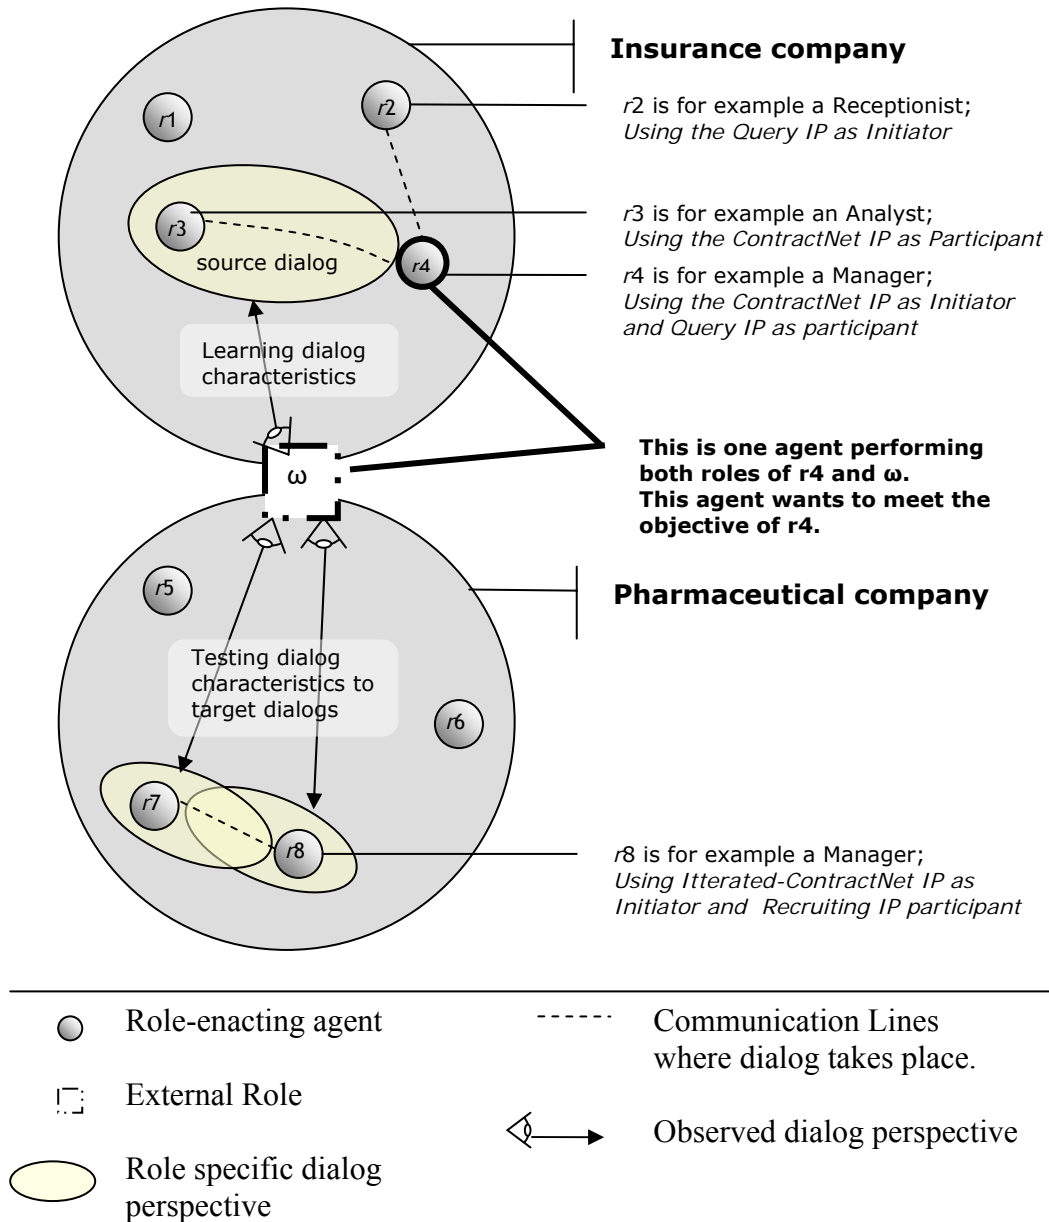 Insurance company
r1
r2
r2 is for example a Receptionist;
Using the Query IP as Initiator
r3
source dialog
r4
r3 is for example an Analyst;
Using the ContractNet IP as Participant
r4 is for example a Manager;
Using the ContractNet IP as Initiator
and Query IP as participant
Learning dialog
characteristics
ω
This is one agent performing
both roles of r4 and ω.
This agent wants to meet the
objective of r4.
r5
Pharmaceutical company
Testing dialog
characteristics to
target dialogs
r6
r7
r8
r8 is for example a Manager;
Using Itterated-ContractNet IP as
Initiator and Recruiting IP participant
Role-enacting agent
External Role
Role specific dialog
perspective
Communication Lines
where dialog takes place.
Observed dialog perspective